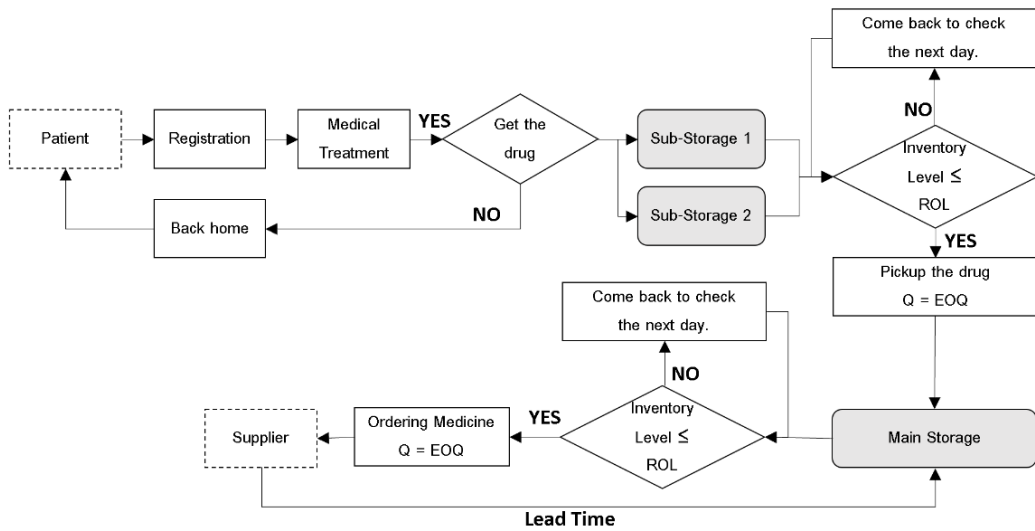 Come back to check
the next day.
NO
Patient
Registration
Medical
Treatment
YES
Get the
drug
Sub-Storage 1
Inventory
Level ≤
ROL
Back home
NO
Sub-Storage 2
YES
Pickup the drug
Q = EOQ
Come back to check
the next day.
NO
Supplier
Ordering Medicine
Q = EOQ
YES
Inventory
Level ≤
ROL
Main Storage
Lead Time